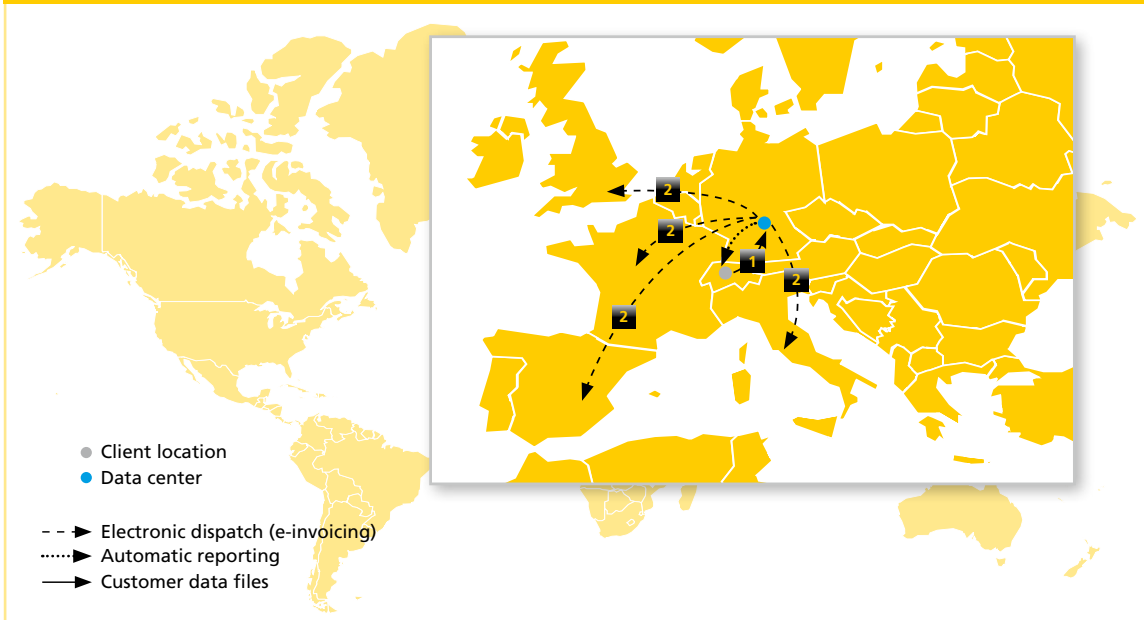 2
2
1
2
2
Client location
Data center
Electronic dispatch (e-invoicing)
Automatic reporting
Customer data files